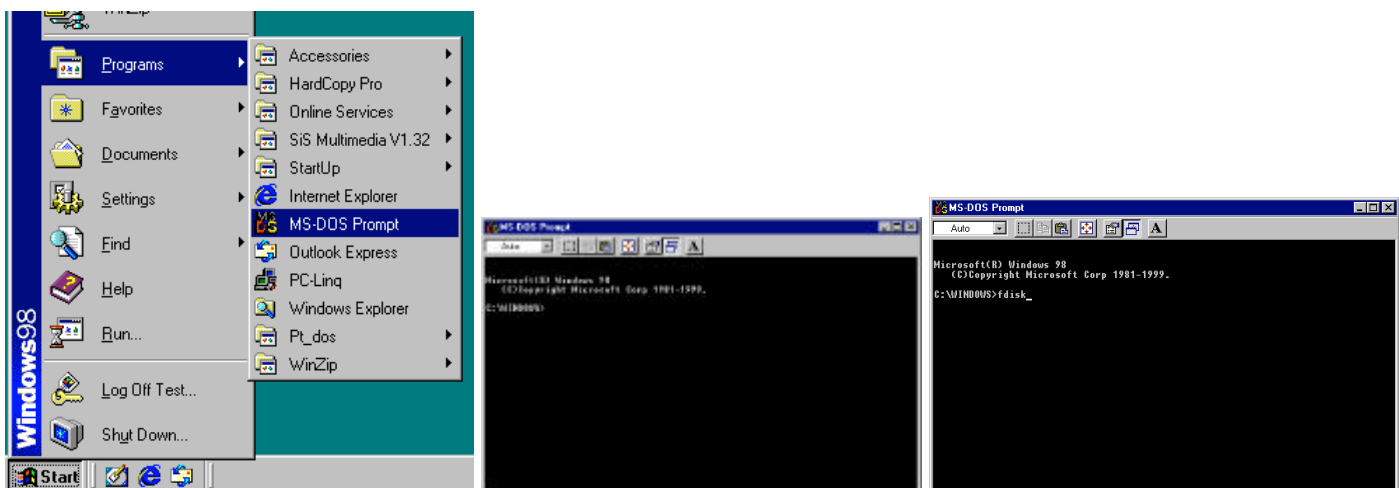 WinZip
Programs
Favorites
Documents
Settings
Find
Help
Run...
Log Off Test...
Shut Down...
Windows98
Start
Accessories
HardCopy Pro
Online Services
SiS Multimedia V1.32
StartUp
Internet Explorer
MS-DOS Prompt
Outlook Express
PC-Linq
Windows Explorer
Pt_dos
WinZip
MS-DOS Prompt
Auto
A
Microsoft(R) Windows 98
(C)Copyright Microsoft Corp 1981-1999.
C:\WINDOWS>
MS-DOS Prompt
Auto
A
Microsoft(R) Windows 98
(C)Copyright Microsoft Corp 1981-1999.
C:\WINDOWS>fdisk_